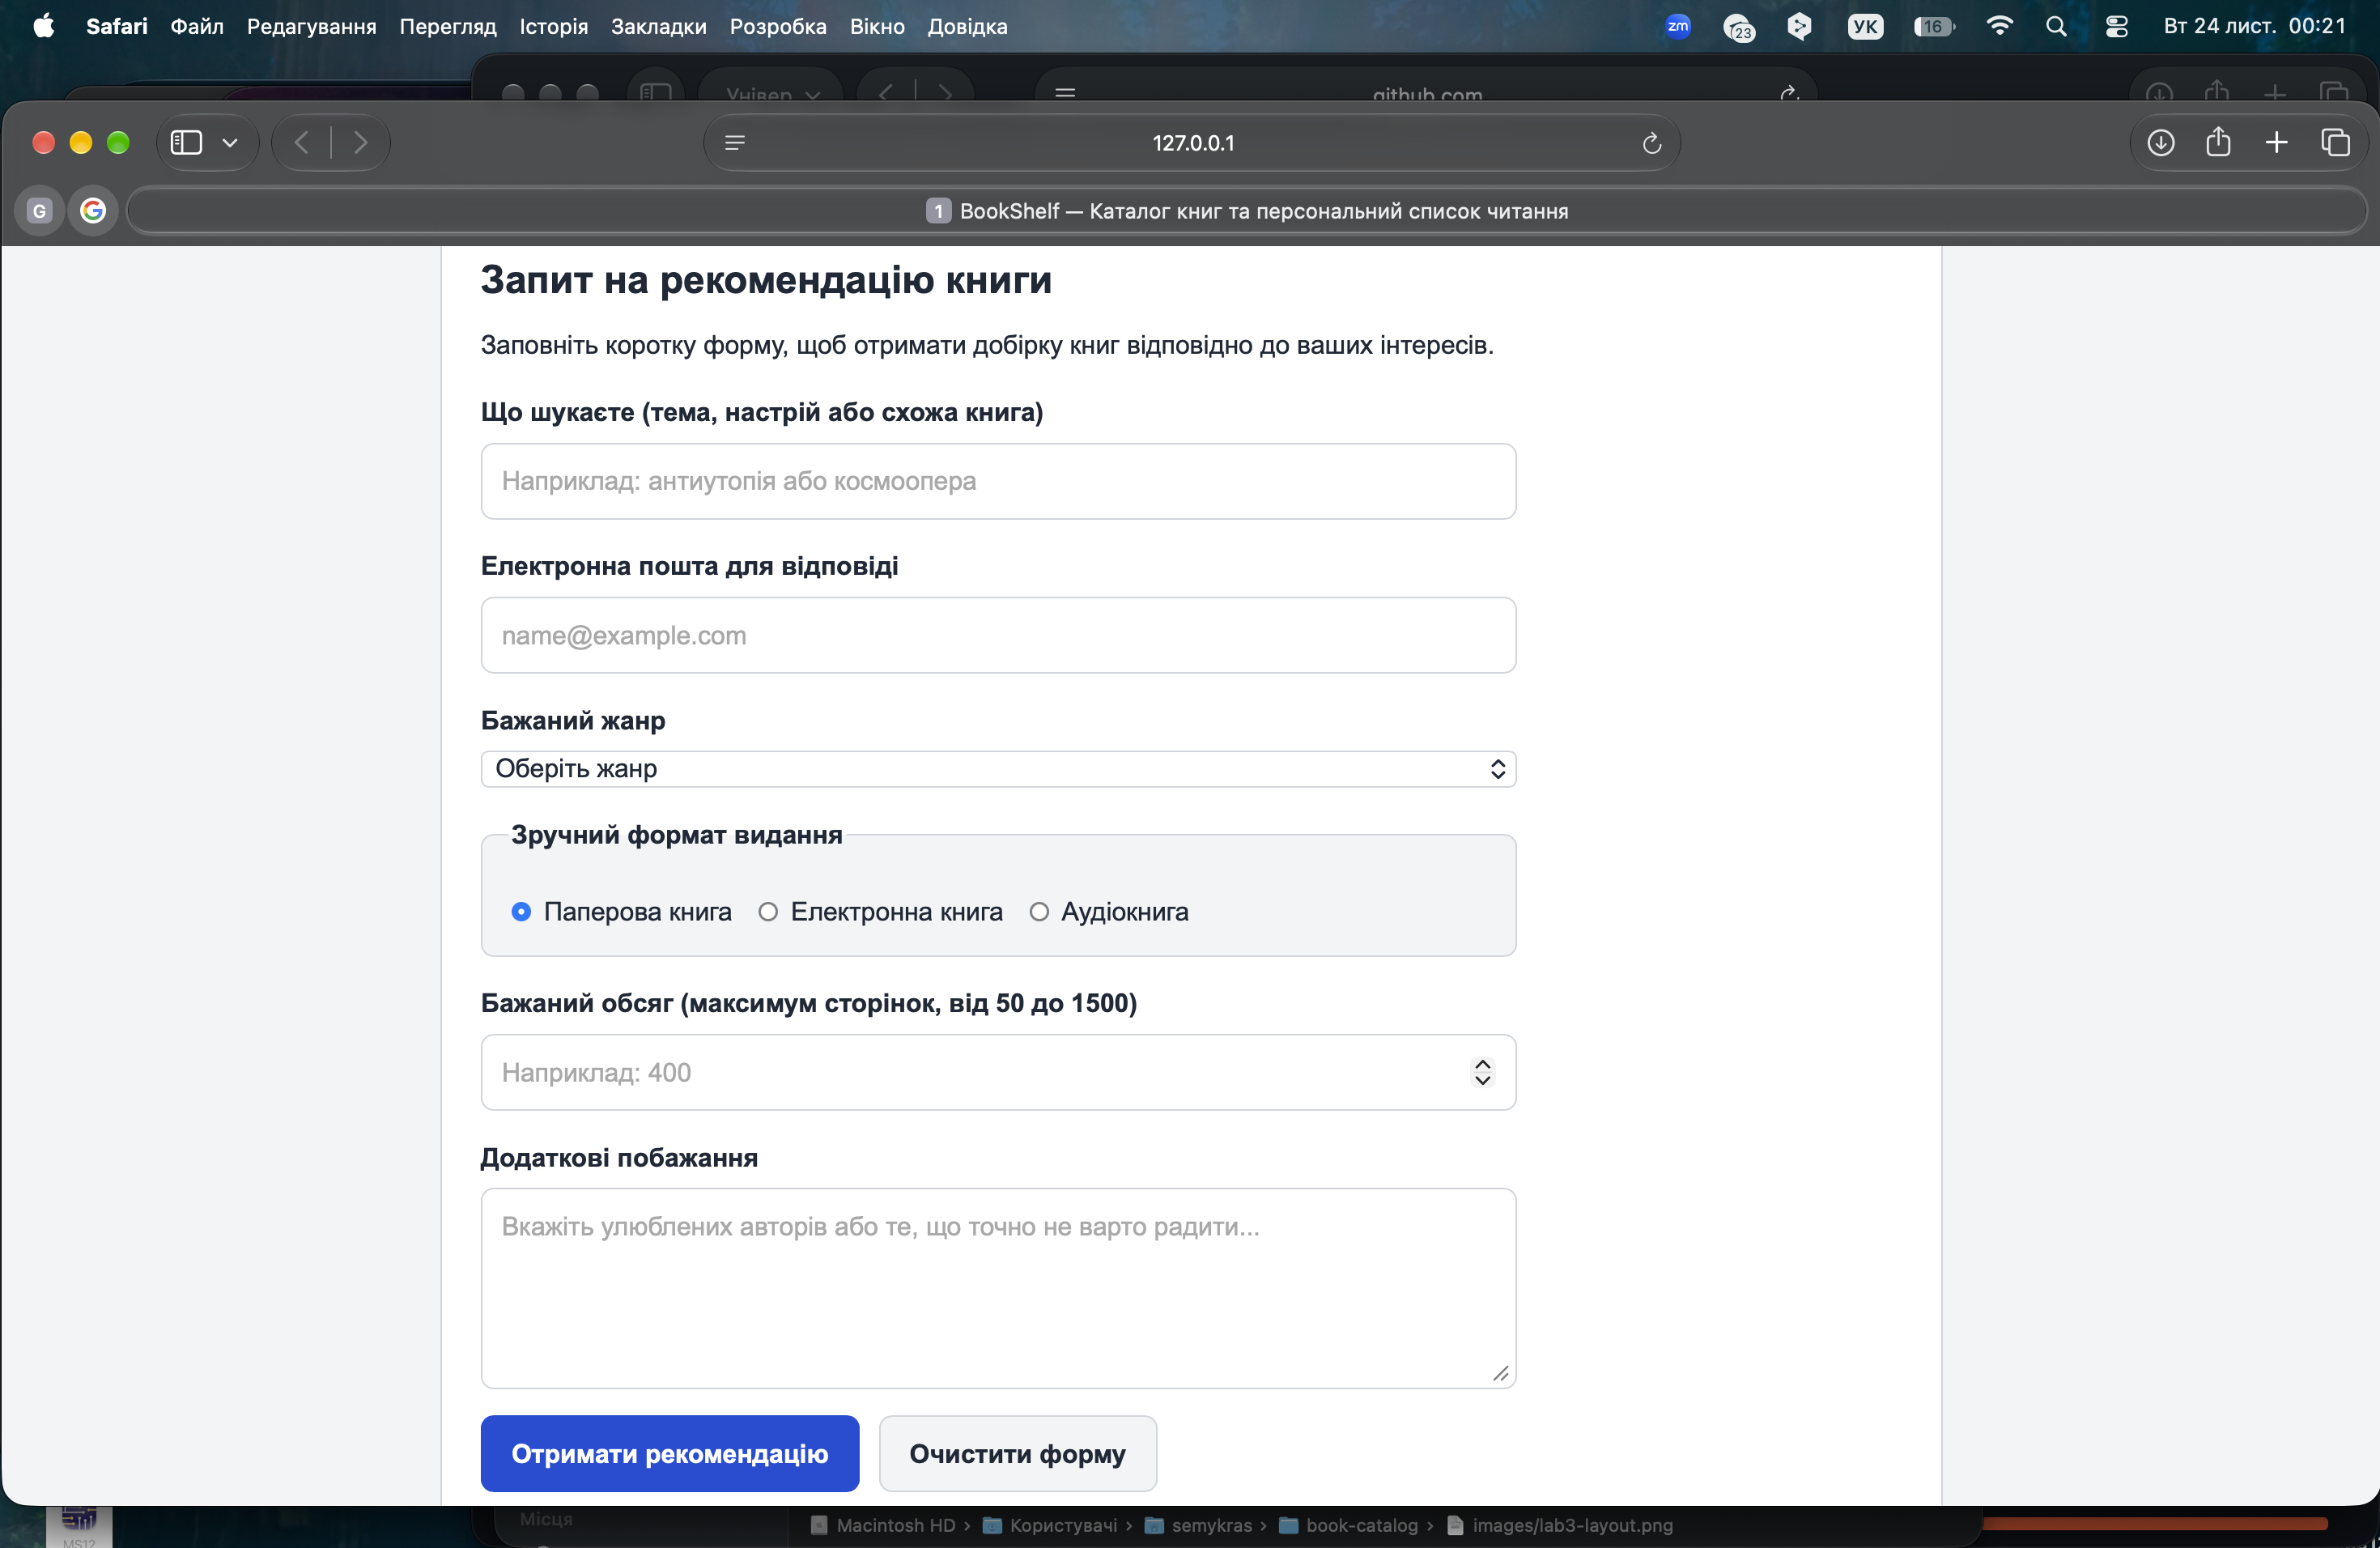 Safari Файл Редагування Перегляд Історія Закладки Розробка Вікно Довідка zm 23 УК 16 Вт 24 лист. 00:21
Універ github.com
127.0.0.1
G G 1 BookShelf — Каталог книг та персональний список читання
Запит на рекомендацію книги
Заповніть коротку форму, щоб отримати добірку книг відповідно до ваших інтересів.
Що шукаєте (тема, настрій або схожа книга)
Наприклад: антиутопія або космоопера
Електронна пошта для відповіді
name@example.com
Бажаний жанр
Оберіть жанр
Зручний формат видання
Паперова книга Електронна книга Аудіокнига
Бажаний обсяг (максимум сторінок, від 50 до 1500)
Наприклад: 400
Додаткові побажання
Вкажіть улюблених авторів або те, що точно не варто радити...
Отримати рекомендацію Очистити форму
Місця Macintosh HD › Користувачі › semykras › book-catalog › images/lab3-layout.png
MS12